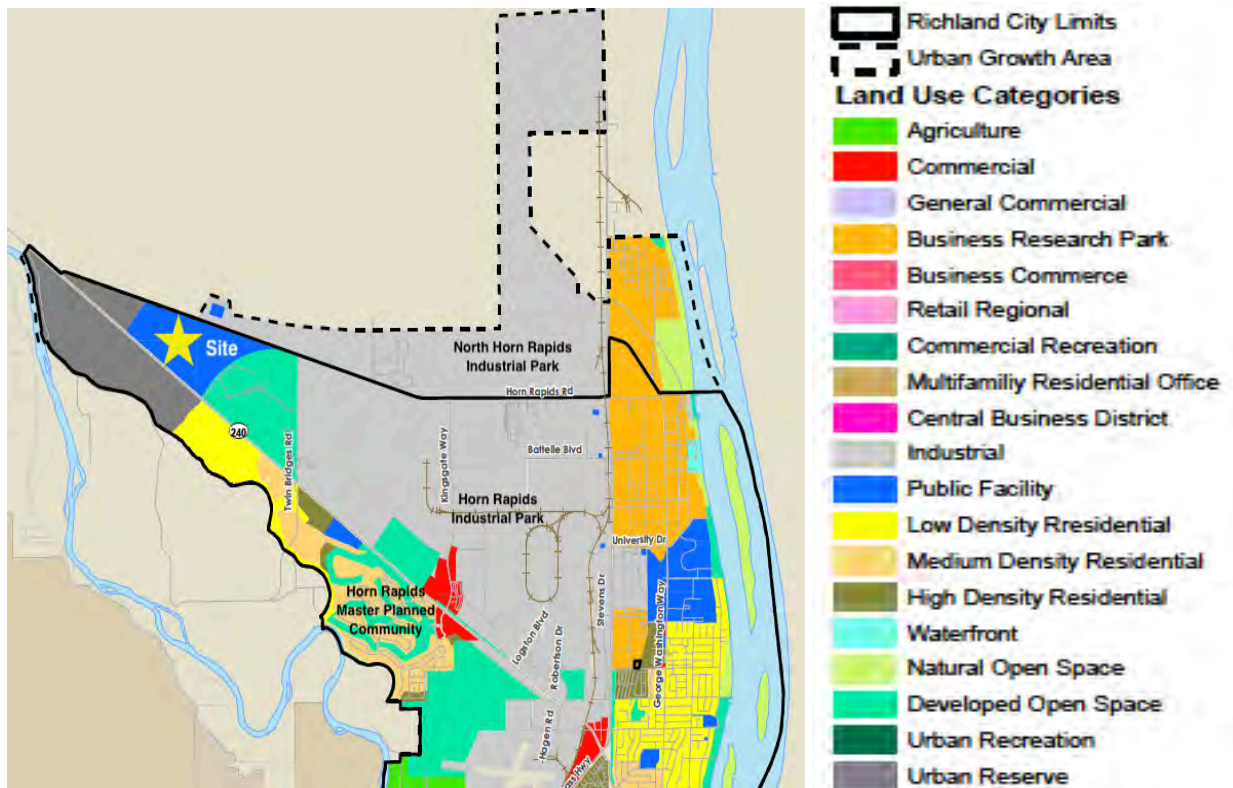 Site
North Horn Rapids
Industrial Park
Horn Rapids Rd
240
Twin Bridges Rd
Kingsgate Way
Battelle Blvd
Horn Rapids
Industrial Park
University Dr
Horn Rapids
Master Planned
Community
Logston Blvd
Robertson Dr
Stevens Dr
George Washington Way
Hagen Rd
Hwy
Richland City Limits
Urban Growth Area
Land Use Categories
Agriculture
Commercial
General Commercial
Business Research Park
Business Commerce
Retail Regional
Commercial Recreation
Multifamiliy Residential Office
Central Business District
Industrial
Public Facility
Low Density Rresidential
Medium Density Residential
High Density Residential
Waterfront
Natural Open Space
Developed Open Space
Urban Recreation
Urban Reserve